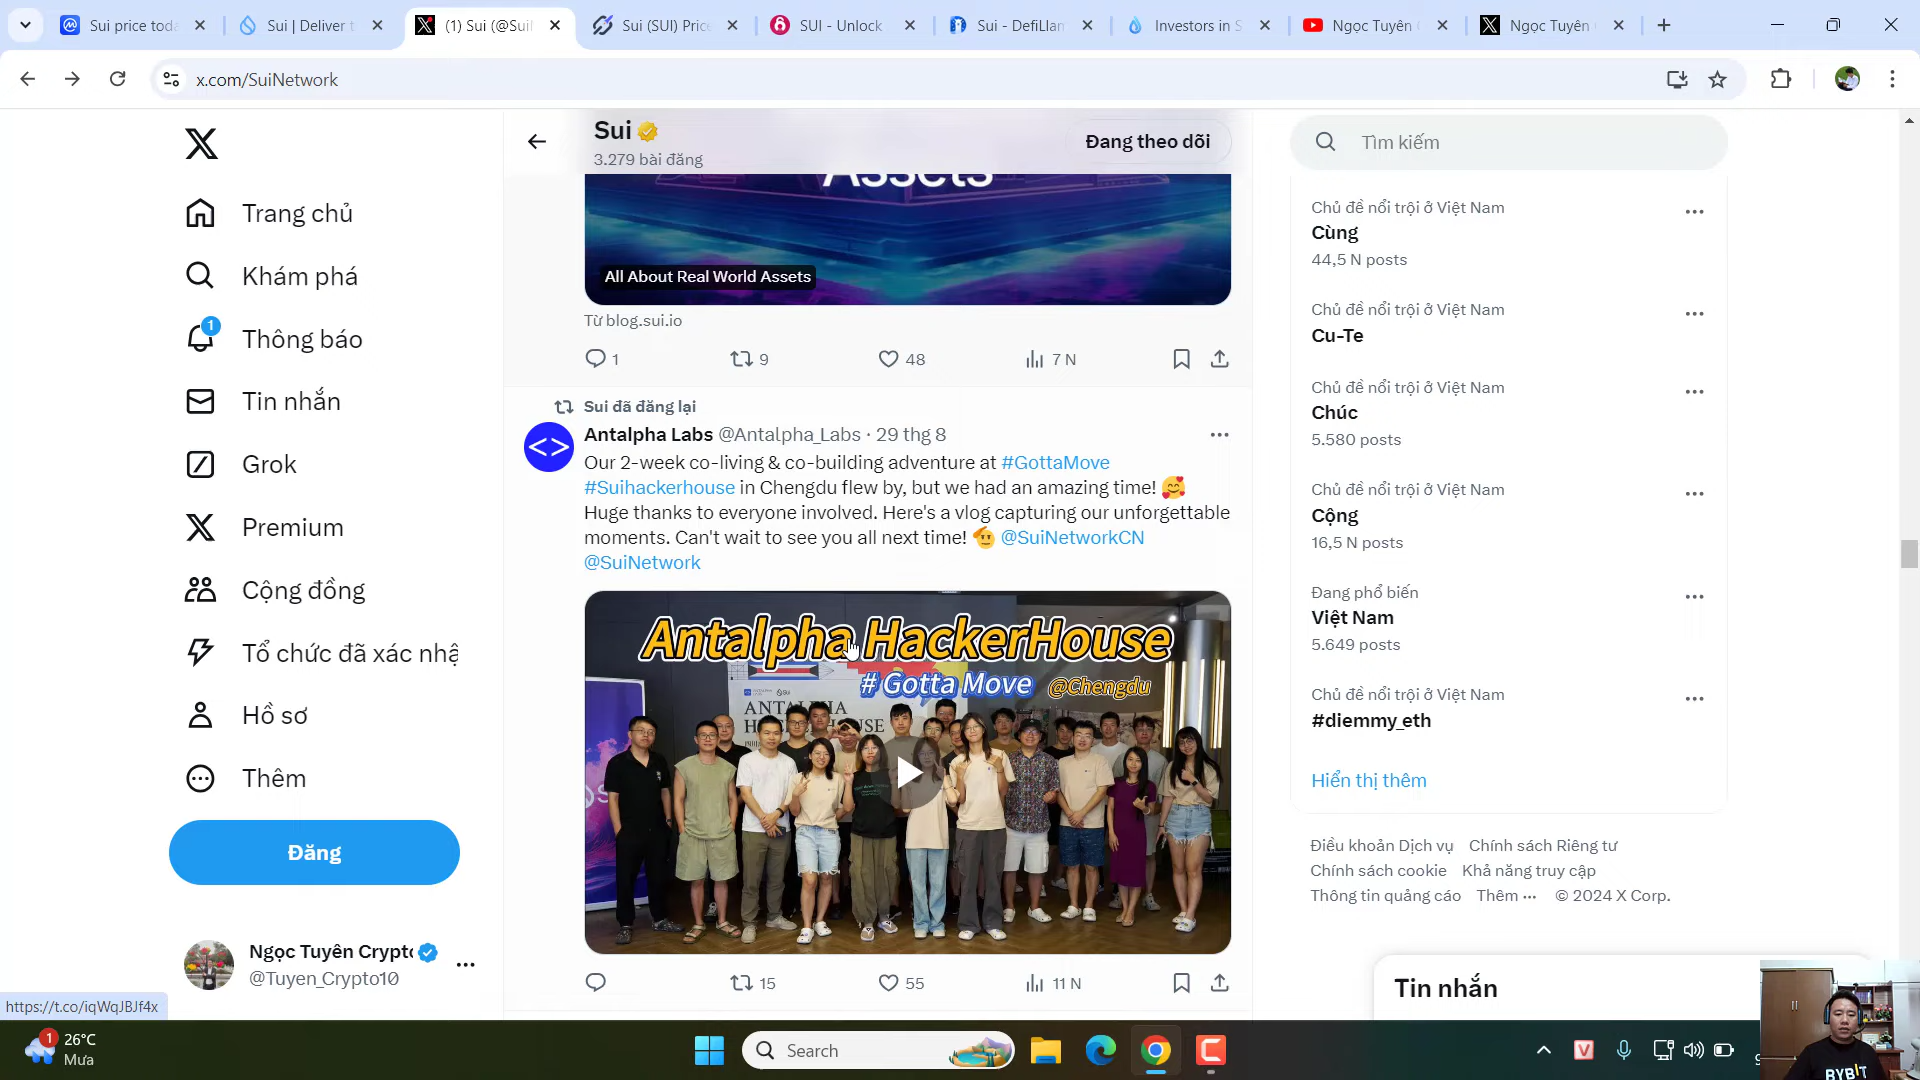 Sui price toda
Sui | Deliver t
(1) Sui (@SuiN
Sui (SUI) Price
SUI - Unlock
Sui - DefiLlam
Investors in S
Ngọc Tuyên C
Ngọc Tuyên
x.com/SuiNetwork
Sui
3.279 bài đăng
Đang theo dõi
Tìm kiếm
Trang chủ
Khám phá
1
Thông báo
Tin nhắn
Grok
Premium
Cộng đồng
Tổ chức đã xác nhậ
Hồ sơ
Thêm
Đăng
Ngọc Tuyên Crypto
@Tuyen_Crypto10
https://t.co/iqWqJBJf4x
Assets
All About Real World Assets
Từ blog.sui.io
1
9
48
7 N
Sui đã đăng lại
Antalpha Labs @Antalpha_Labs · 29 thg 8
Our 2-week co-living & co-building adventure at #GottaMove
#Suihackerhouse in Chengdu flew by, but we had an amazing time!
Huge thanks to everyone involved. Here's a vlog capturing our unforgettable
moments. Can't wait to see you all next time! @SuiNetworkCN
@SuiNetwork
Antalpha HackerHouse
# Gotta Move @Chengdu
15
55
11 N
Chủ đề nổi trội ở Việt Nam
Cùng
44,5 N posts
Chủ đề nổi trội ở Việt Nam
Cu-Te
Chủ đề nổi trội ở Việt Nam
Chúc
5.580 posts
Chủ đề nổi trội ở Việt Nam
Cộng
16,5 N posts
Đang phổ biến
Việt Nam
5.649 posts
Chủ đề nổi trội ở Việt Nam
#diemmy_eth
Hiển thị thêm
Điều khoản Dịch vụ Chính sách Riêng tư
Chính sách cookie Khả năng truy cập
Thông tin quảng cáo Thêm ··· © 2024 X Corp.
Tin nhắn
1
26°C
Mưa
Search
BYBIT